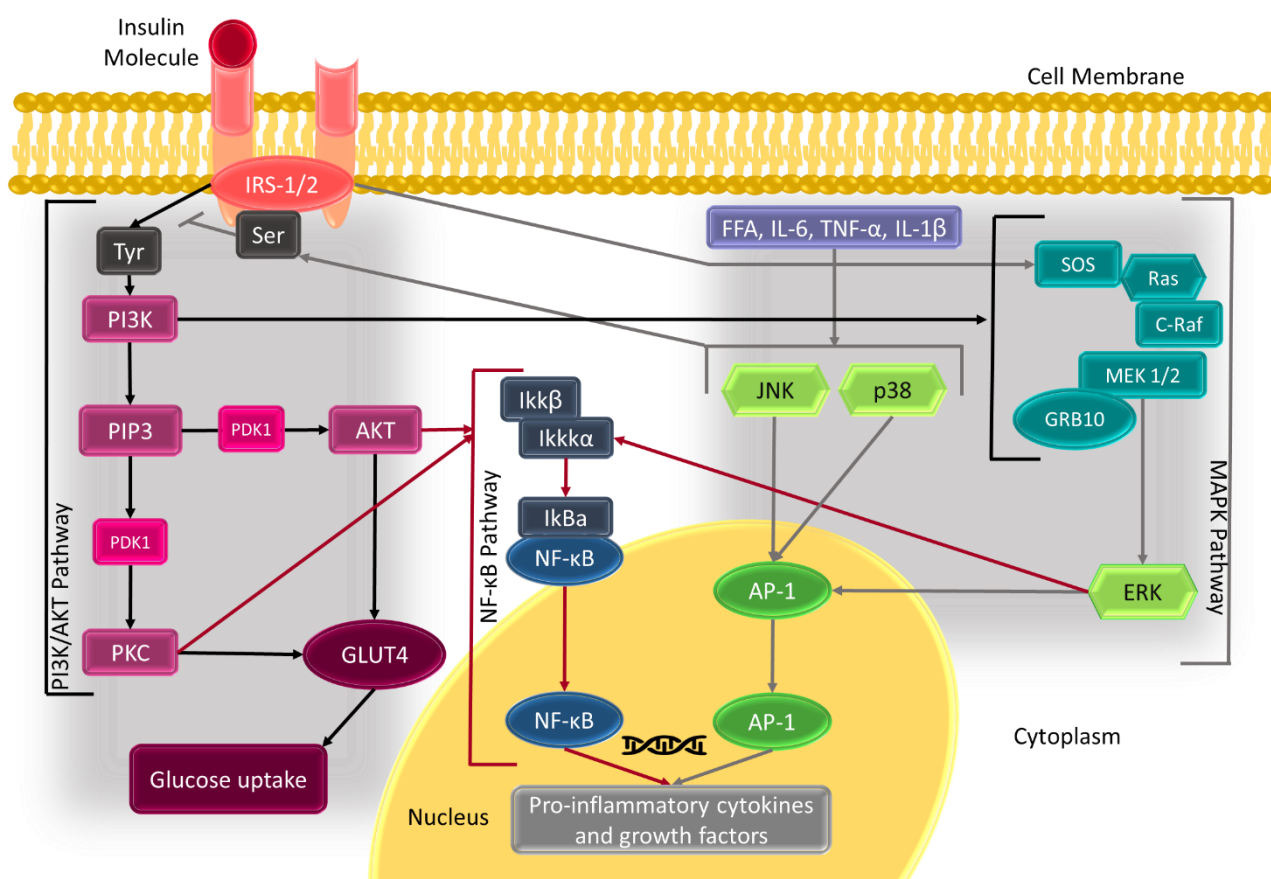 Insulin
Molecule
Cell Membrane
IRS-1/2
Ser
Tyr
FFA, IL-6, TNF-α, IL-1β
SOS
Ras
C-Raf
PI3K
MEK 1/2
GRB10
JNK
p38
Ikkβ
Ikkkα
PIP3
PDK1
AKT
IkBa
NF-κB
PDK1
AP-1
ERK
PKC
GLUT4
NF-κB
AP-1
Glucose uptake
Pro-inflammatory cytokines
and growth factors
Nucleus
Cytoplasm
PI3K/AKT Pathway
NF-κB Pathway
MAPK Pathway